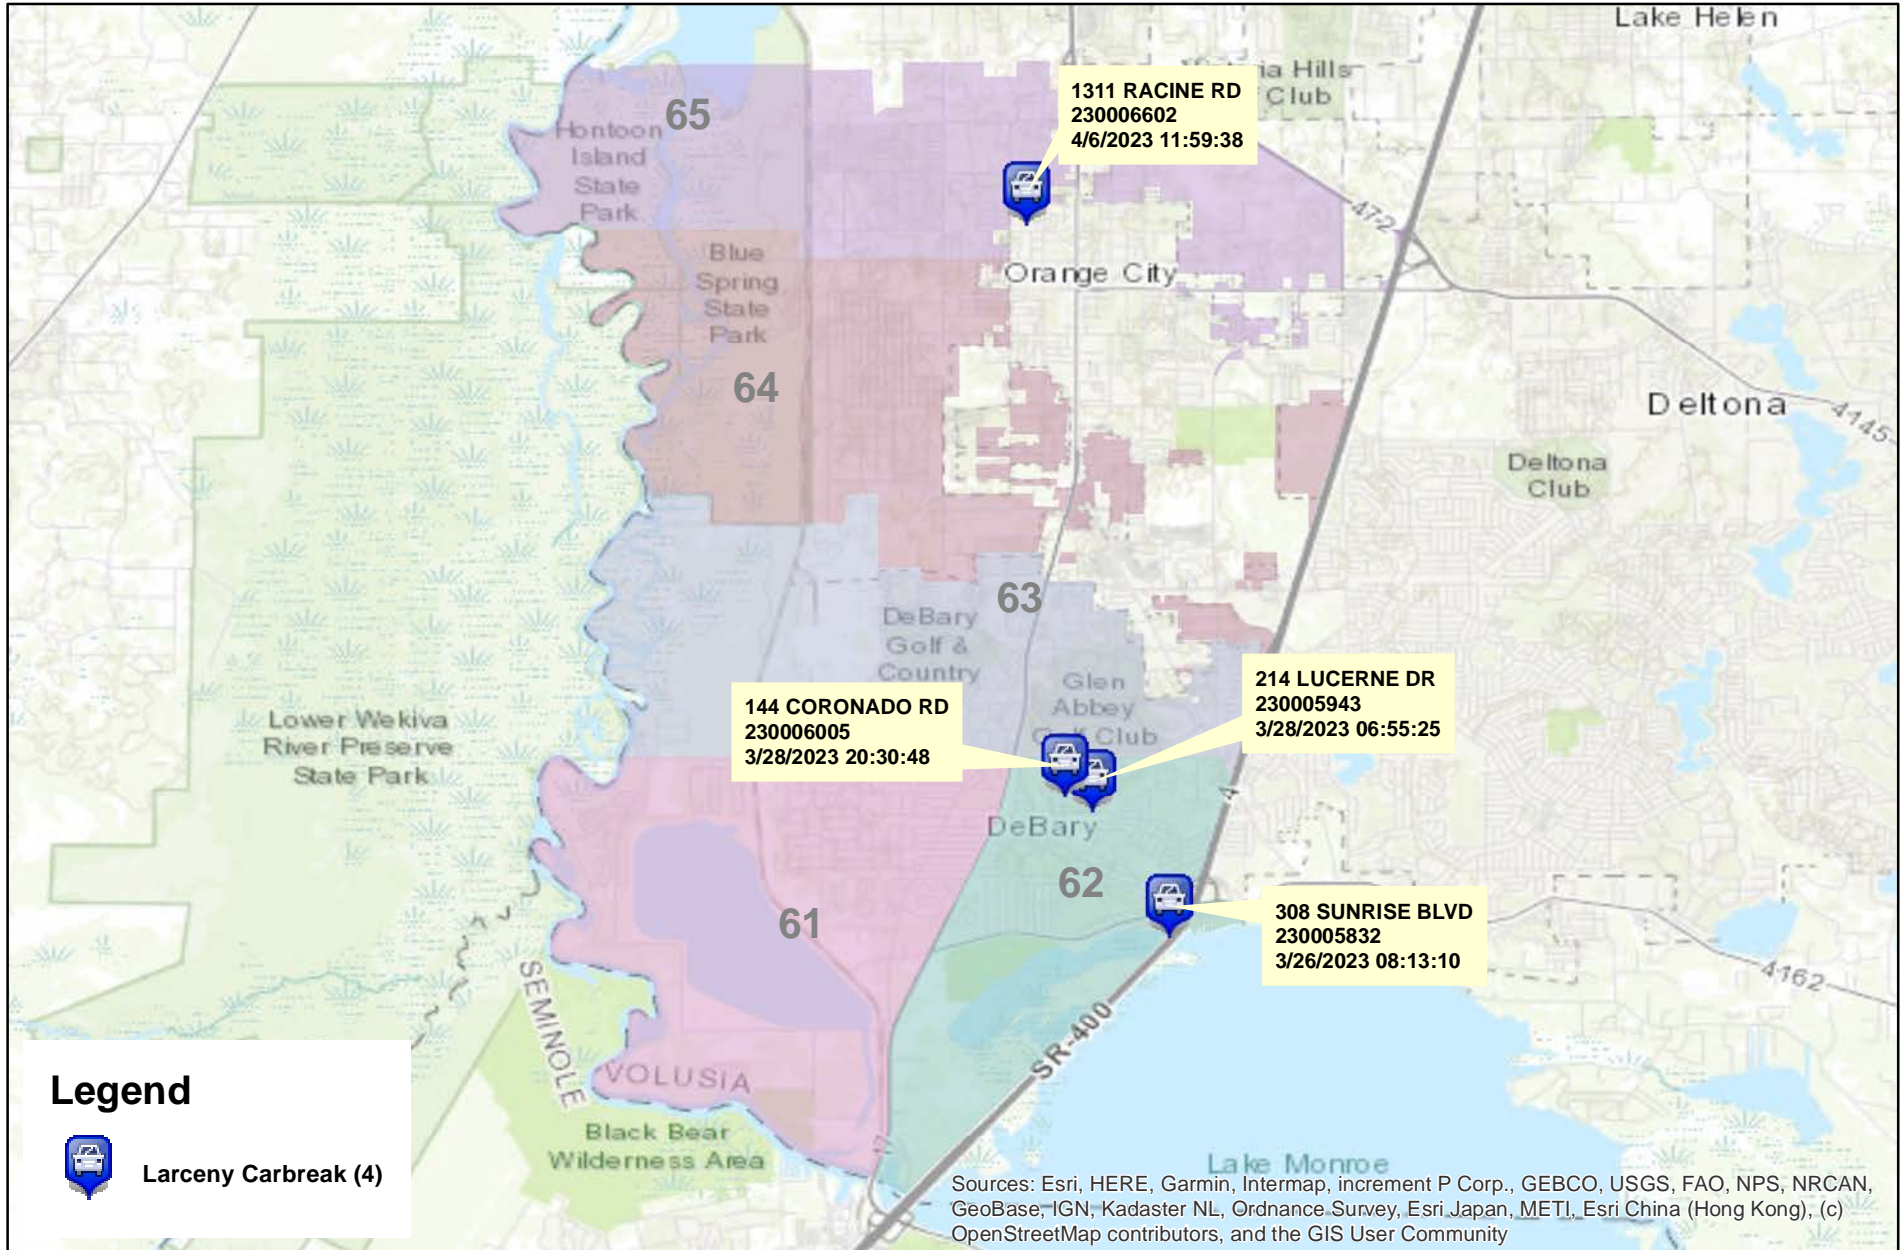 Lake Helen
ia Hills
Club
1311 RACINE RD
230006602
4/6/2023 11:59:38
65
Hontoon
Island
State
Park
472
Blue
Spring
State
Park
Orange City
64
Deltona
4145
Deltona
Club
63
DeBary
Golf &
Country
Glen
Abbey
Golf Club
214 LUCERNE DR
230005943
3/28/2023 06:55:25
144 CORONADO RD
230006005
3/28/2023 20:30:48
Lower Wekiva
River Preserve
State Park
4
DeBary
62
61
308 SUNRISE BLVD
230005832
3/26/2023 08:13:10
4162
SEMINOLE
VOLUSIA
SR-400
17
Black Bear
Wilderness Area
Lake Monroe
Legend
Larceny Carbreak (4)
Sources: Esri, HERE, Garmin, Intermap, increment P Corp., GEBCO, USGS, FAO, NPS, NRCAN,
GeoBase, IGN, Kadaster NL, Ordnance Survey, Esri Japan, METI, Esri China (Hong Kong), (c)
OpenStreetMap contributors, and the GIS User Community